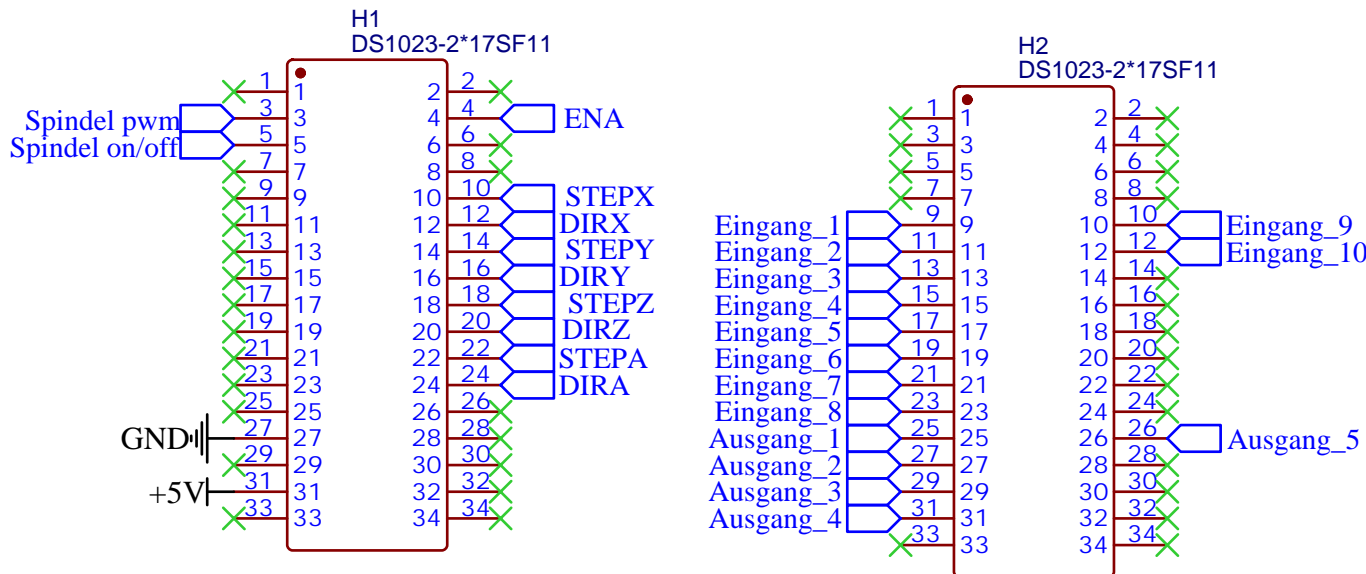 H1
DS1023-2*17SF11
1 1 2 2
Spindel pwm 3 3 4 4 ENA
Spindel on/off 5 5 6 6
7 7 8 8
9 9 10 10 STEPX
11 11 12 12 DIRX
13 13 14 14 STEPY
15 15 16 16 DIRY
17 17 18 18 STEPZ
19 19 20 20 DIRZ
21 21 22 22 STEPA
23 23 24 24 DIRA
25 25 26 26
GND 27 27 28 28
29 29 30 30
+5V 31 31 32 32
33 33 34 34
H2
DS1023-2*17SF11
1 1 2 2
3 3 4 4
5 5 6 6
7 7 8 8
Eingang_1 9 9 10 10 Eingang_9
Eingang_2 11 11 12 12 Eingang_10
Eingang_3 13 13 14 14
Eingang_4 15 15 16 16
Eingang_5 17 17 18 18
Eingang_6 19 19 20 20
Eingang_7 21 21 22 22
Eingang_8 23 23 24 24
Ausgang_1 25 25 26 26 Ausgang_5
Ausgang_2 27 27 28 28
Ausgang_3 29 29 30 30
Ausgang_4 31 31 32 32
33 33 34 34